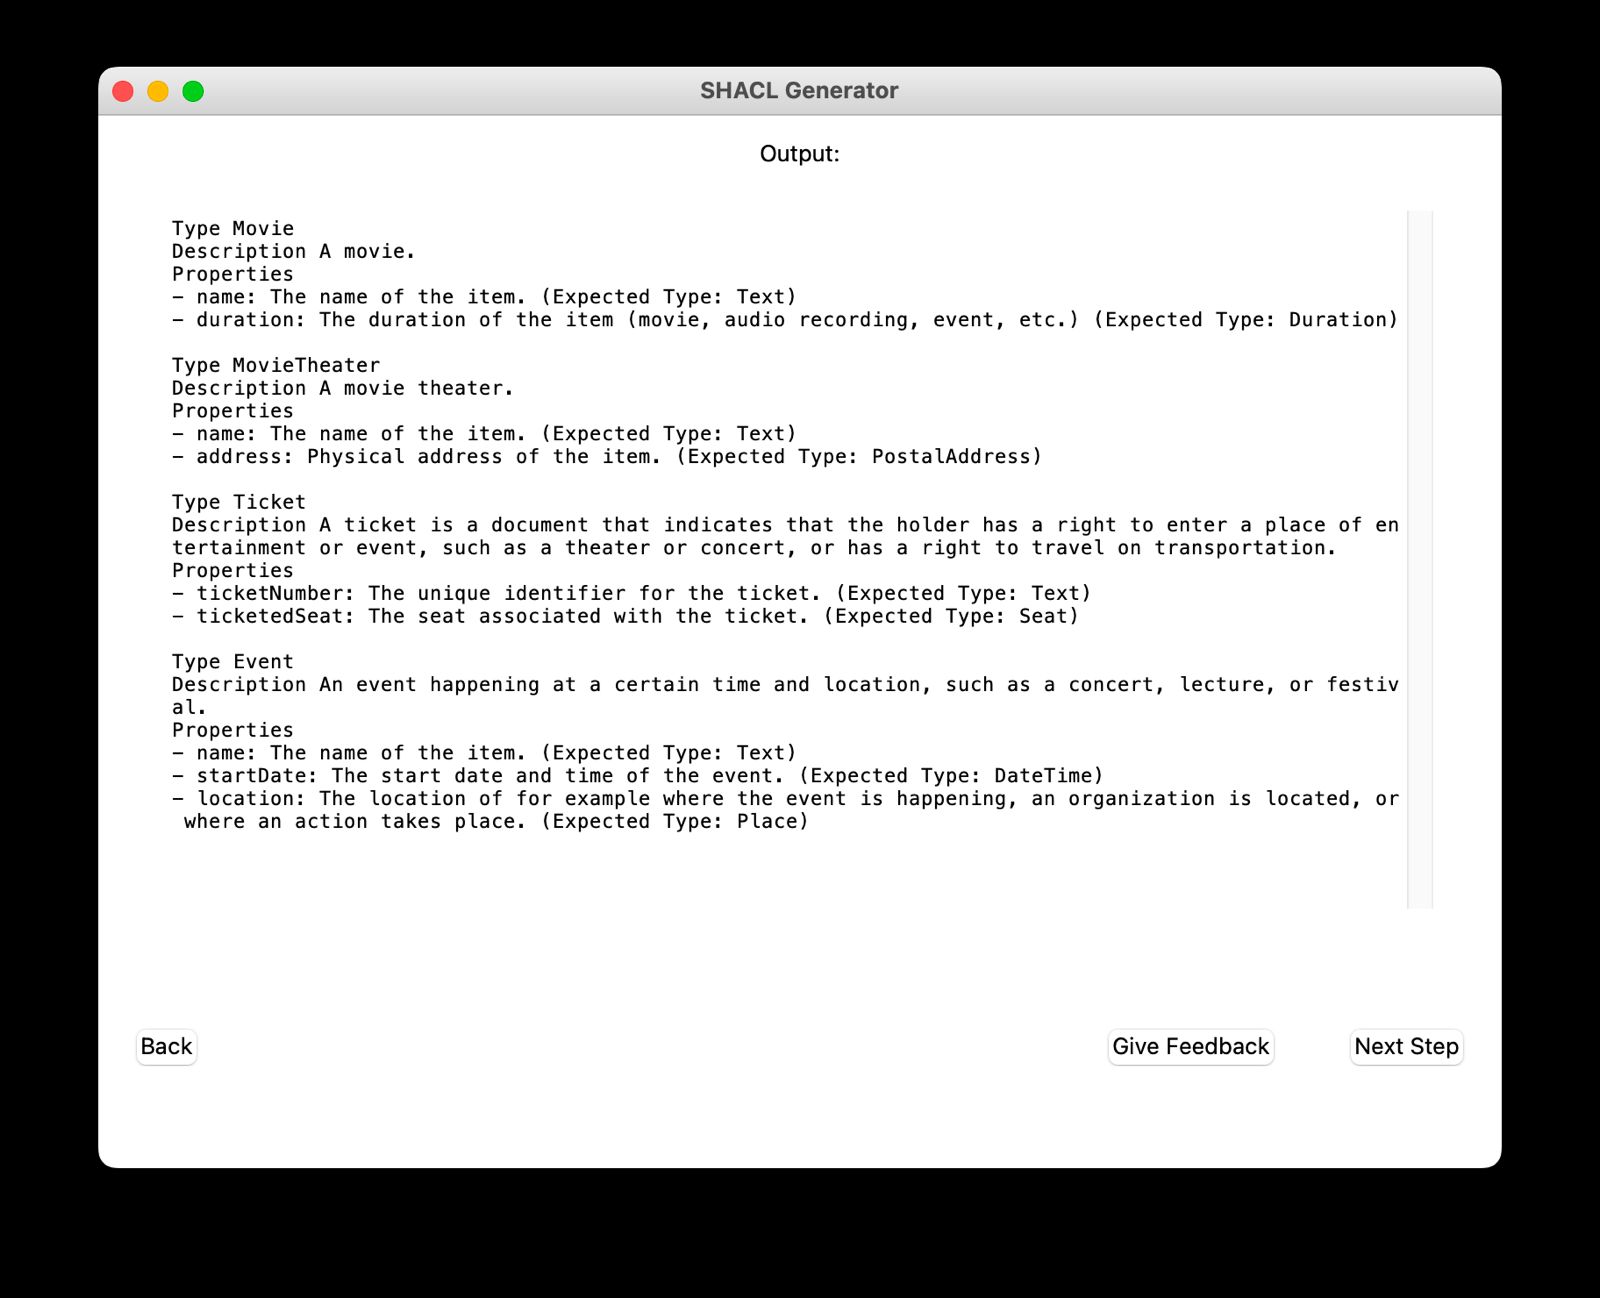 SHACL Generator
Output:
Type Movie
Description A movie.
Properties
– name: The name of the item. (Expected Type: Text)
– duration: The duration of the item (movie, audio recording, event, etc.) (Expected Type: Duration)
Type MovieTheater
Description A movie theater.
Properties
– name: The name of the item. (Expected Type: Text)
– address: Physical address of the item. (Expected Type: PostalAddress)
Type Ticket
Description A ticket is a document that indicates that the holder has a right to enter a place of en
tertainment or event, such as a theater or concert, or has a right to travel on transportation.
Properties
– ticketNumber: The unique identifier for the ticket. (Expected Type: Text)
– ticketedSeat: The seat associated with the ticket. (Expected Type: Seat)
Type Event
Description An event happening at a certain time and location, such as a concert, lecture, or festiv
al.
Properties
– name: The name of the item. (Expected Type: Text)
– startDate: The start date and time of the event. (Expected Type: DateTime)
– location: The location of for example where the event is happening, an organization is located, or
where an action takes place. (Expected Type: Place)
Back
Give Feedback
Next Step